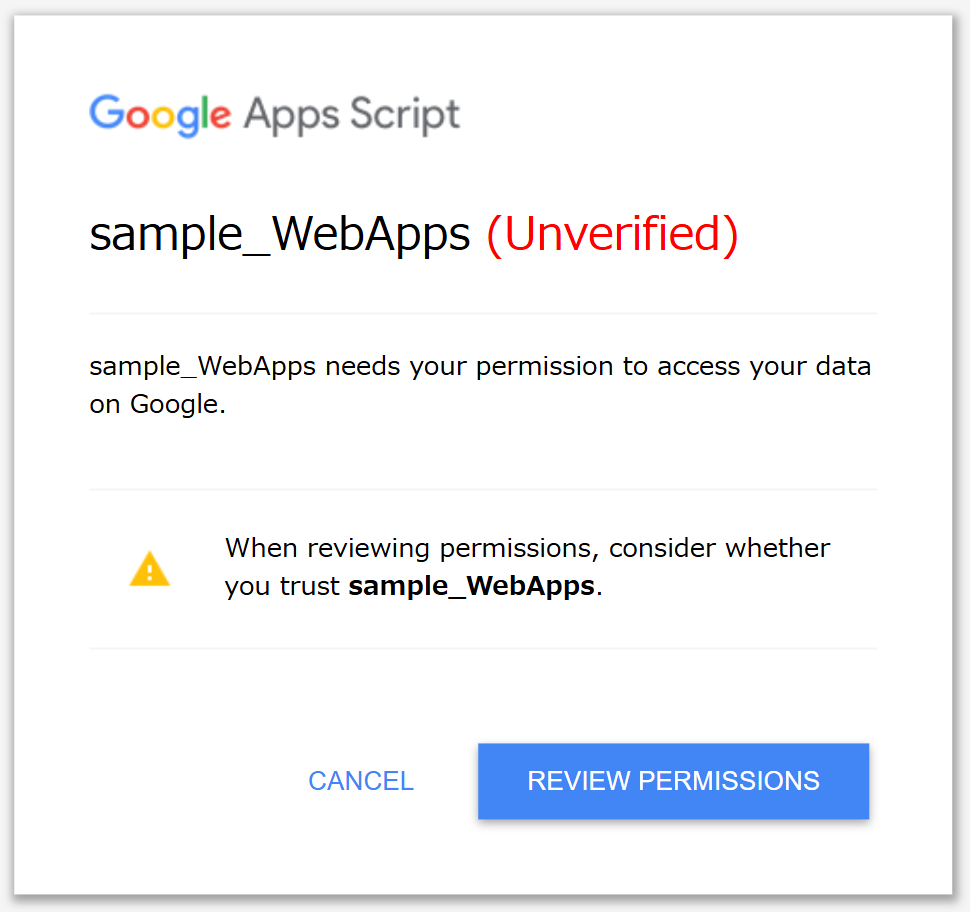 Google Apps Script
sample_WebApps (Unverified)
sample_WebApps needs your permission to access your data
on Google.
When reviewing permissions, consider whether
you trust sample_WebApps.
CANCEL REVIEW PERMISSIONS